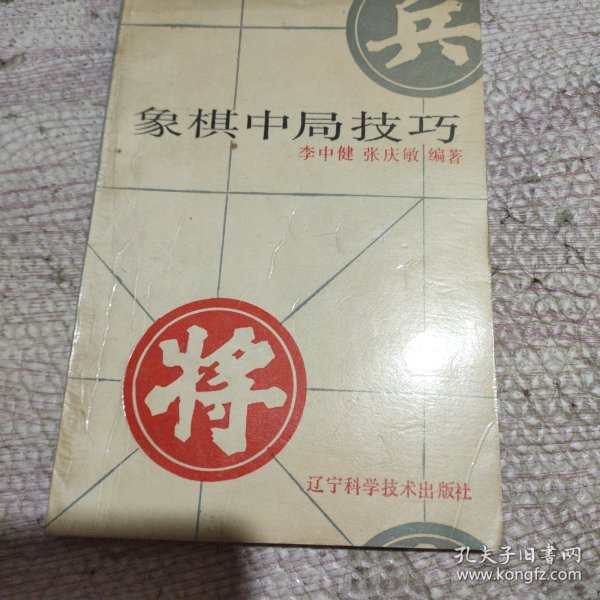 兵
象棋中局技巧
李中健 张庆敏 编著
将
辽宁科学技术出版社
孔夫子旧书网
www.kongfz.com